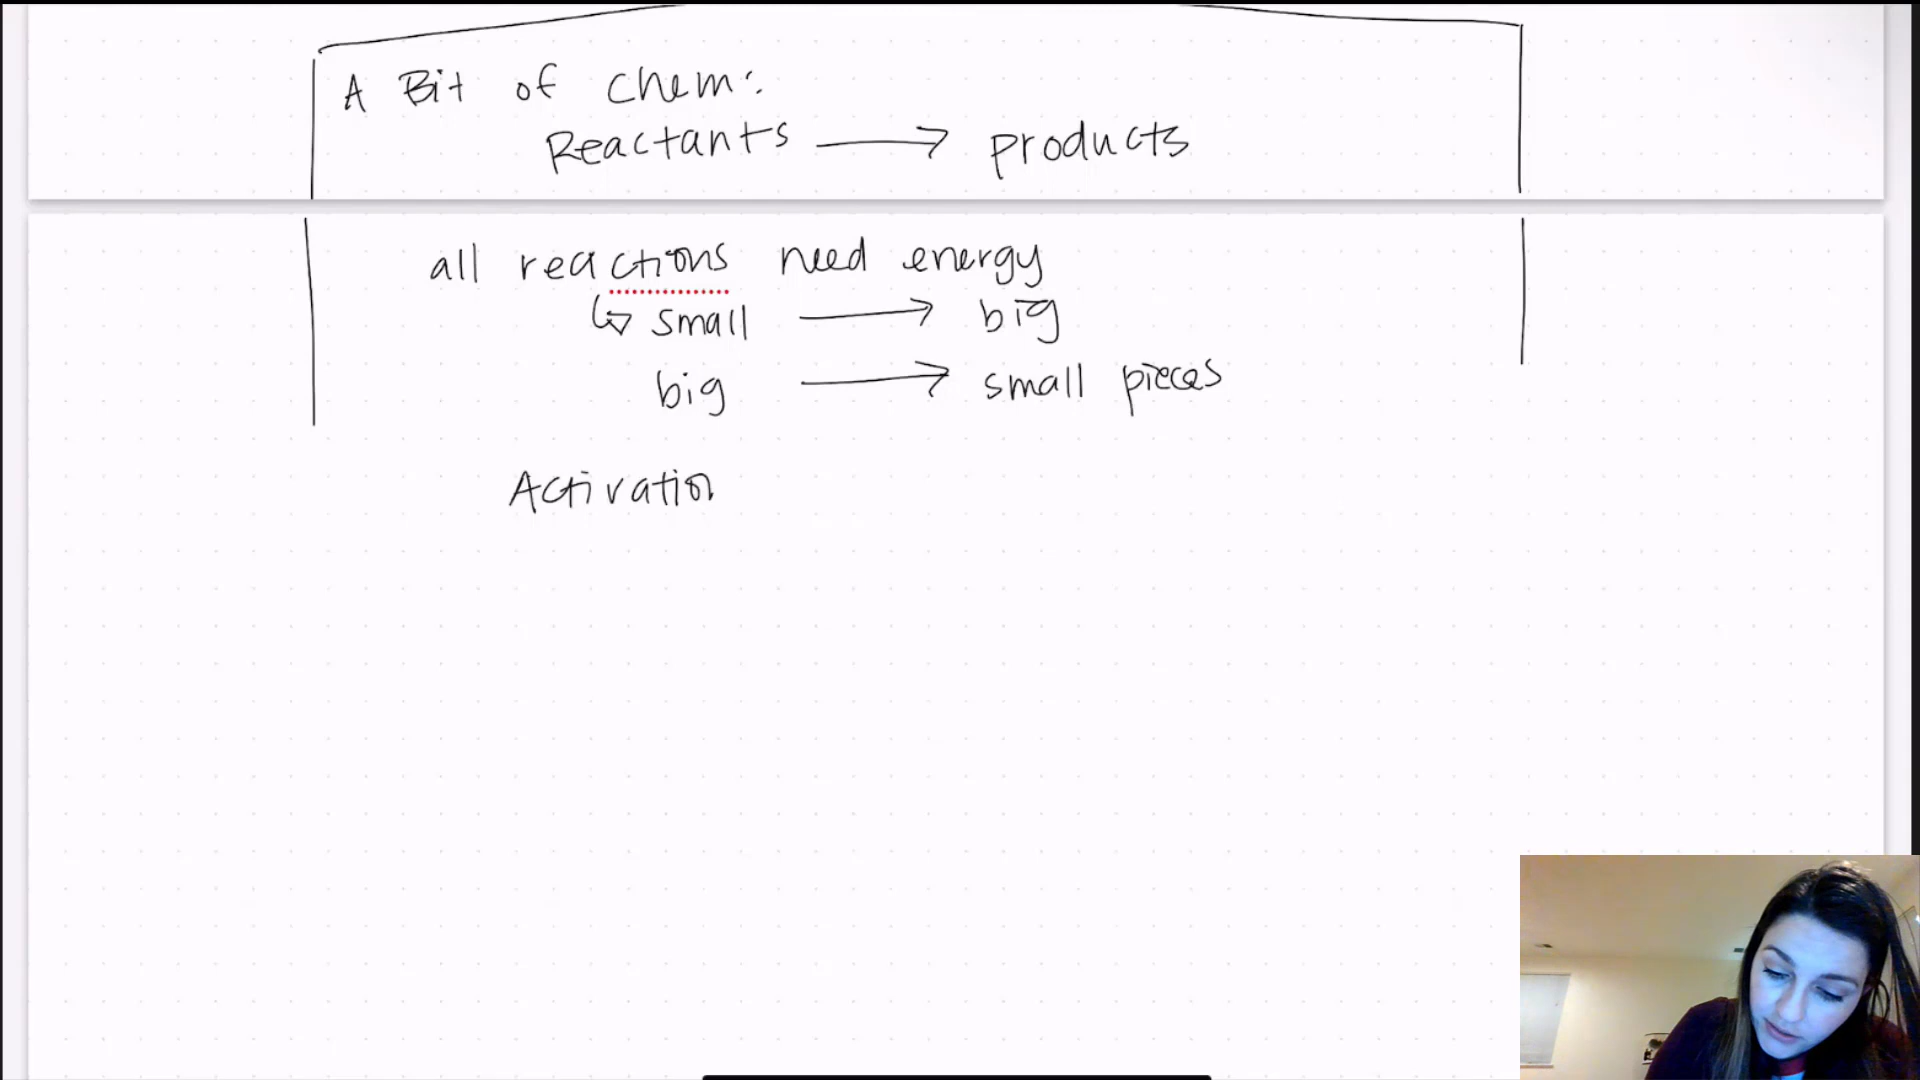 A Bit of Chem:
Reactants → products
all reactions need energy
↳ small → big
big → small pieces
Activation